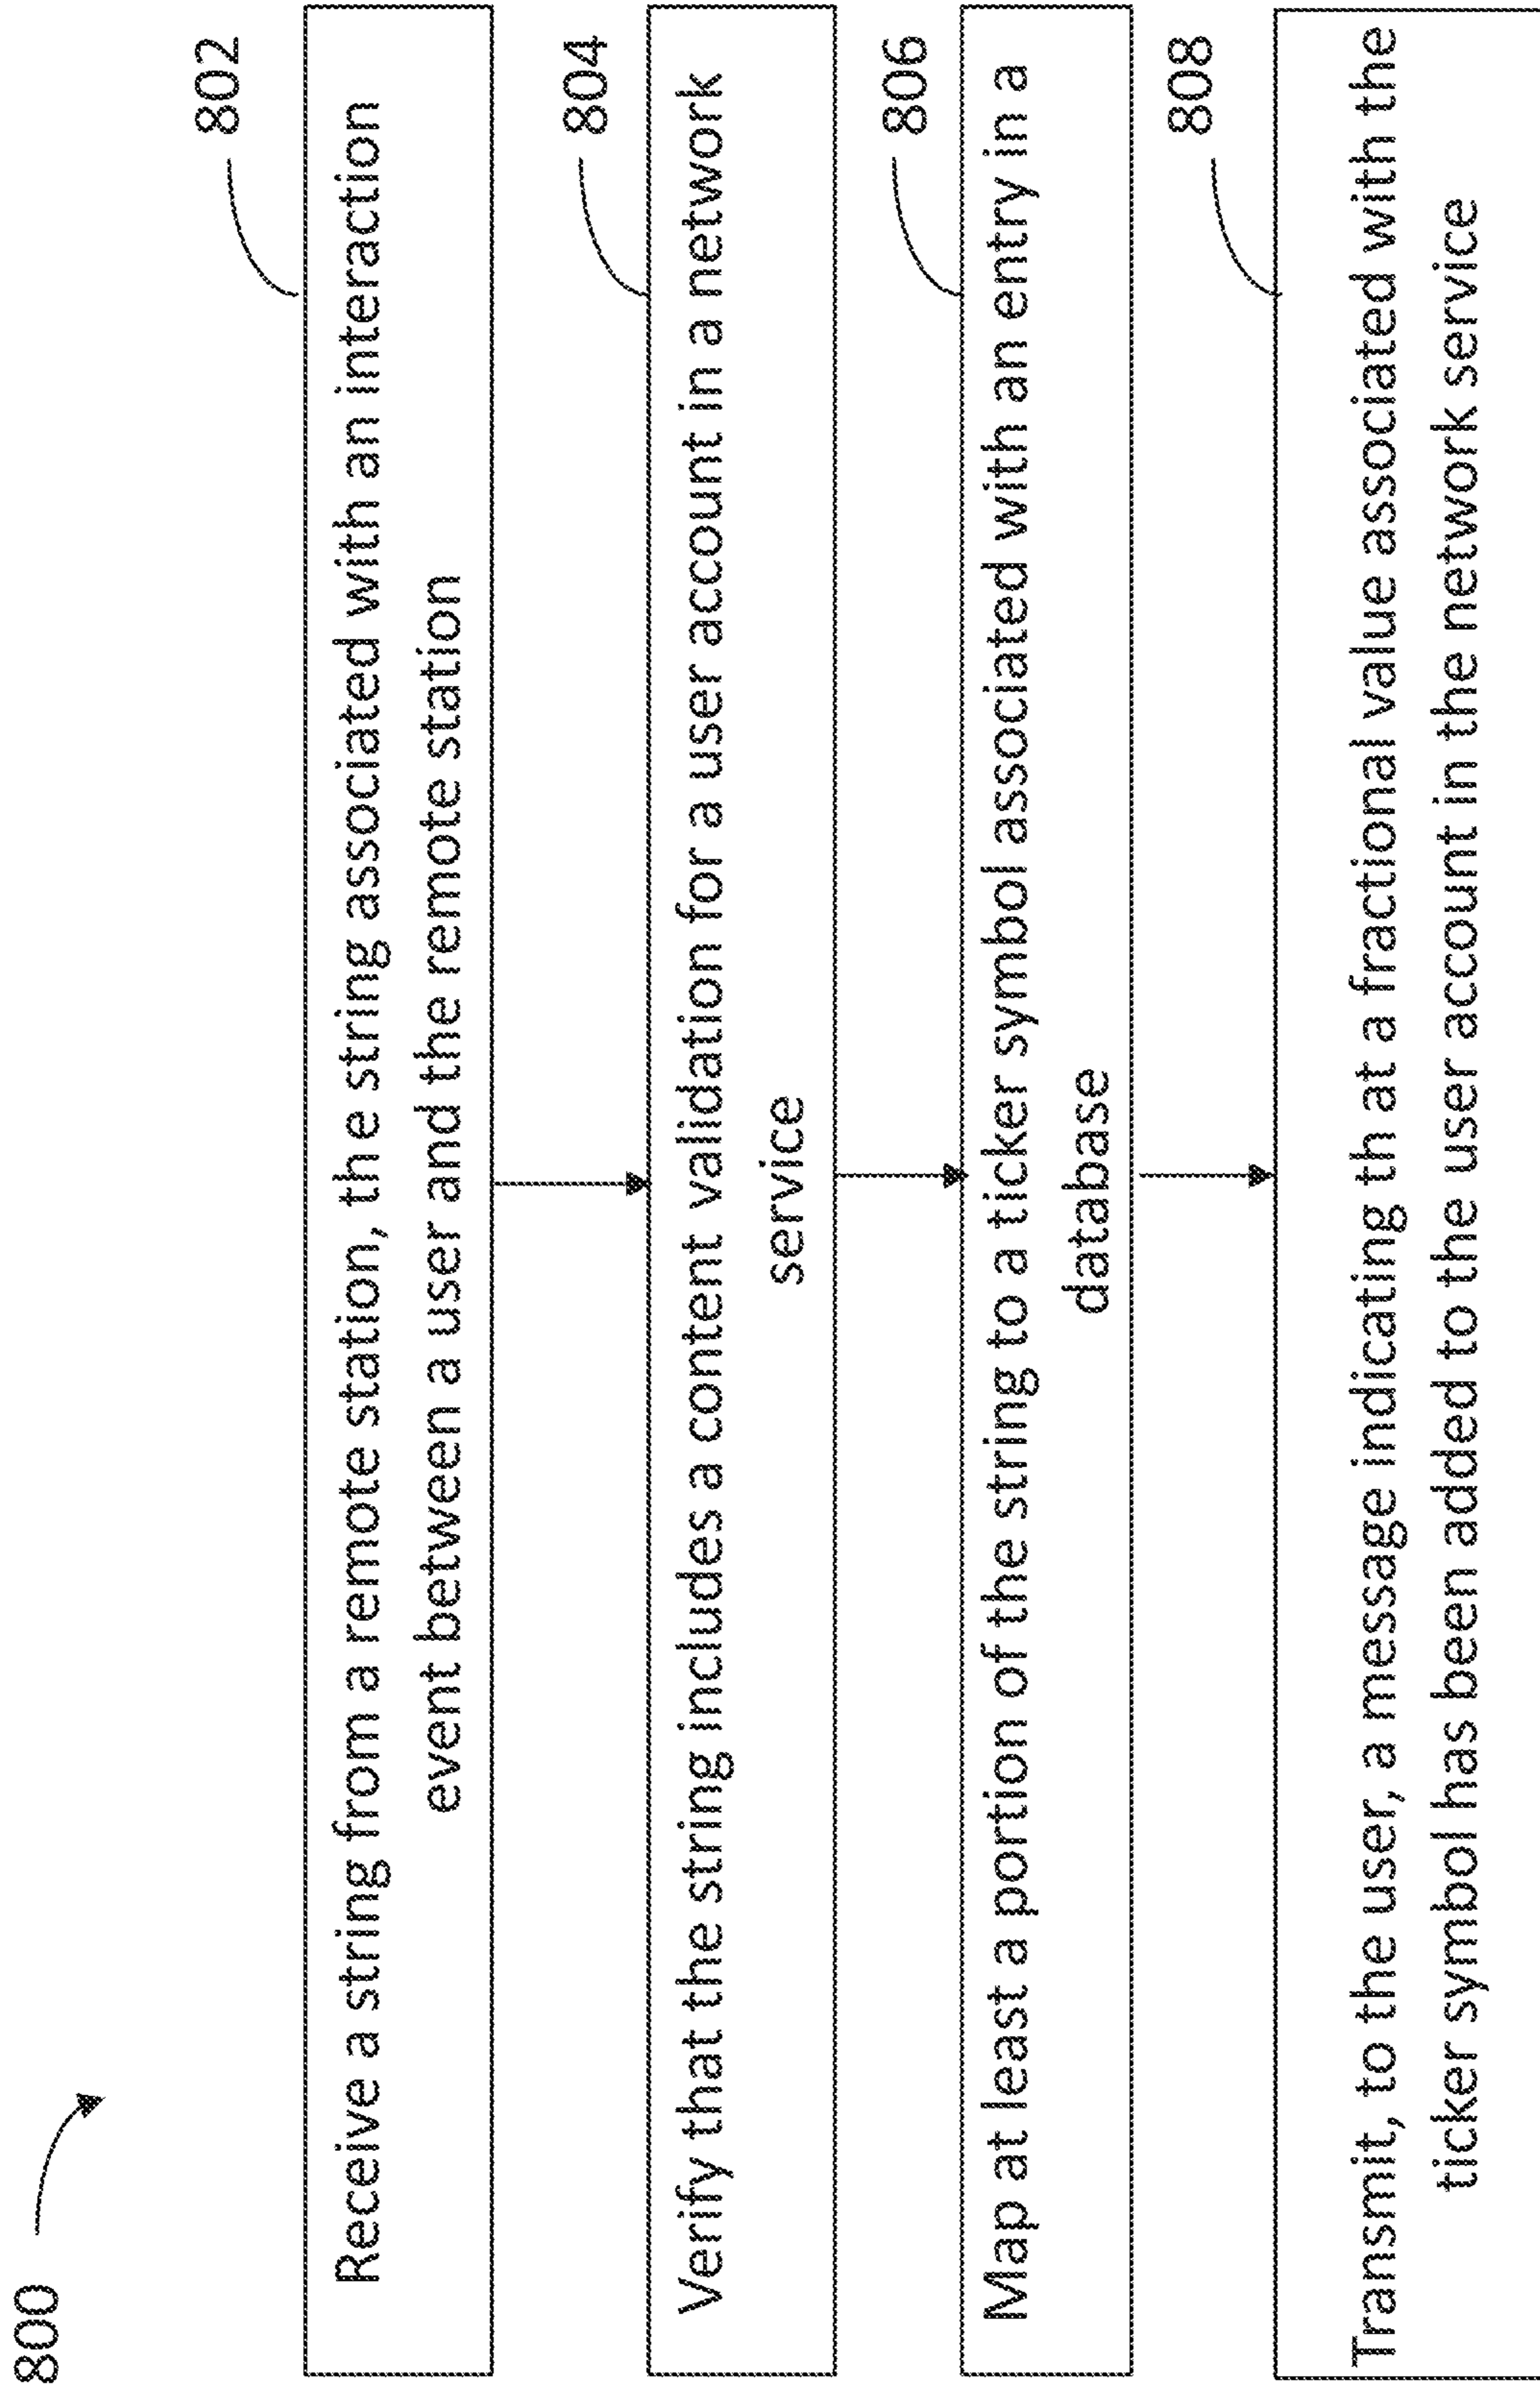 800
802
Receive a string from a remote station, the string associated with an interaction
event between a user and the remote station
804
Verify that the string includes a content validation for a user account in a network
service
806
Map at least a portion of the string to a ticker symbol associated with an entry in a
database
808
Transmit, to the user, a message indicating th at a fractional value associated with the
ticker symbol has been added to the user account in the network service